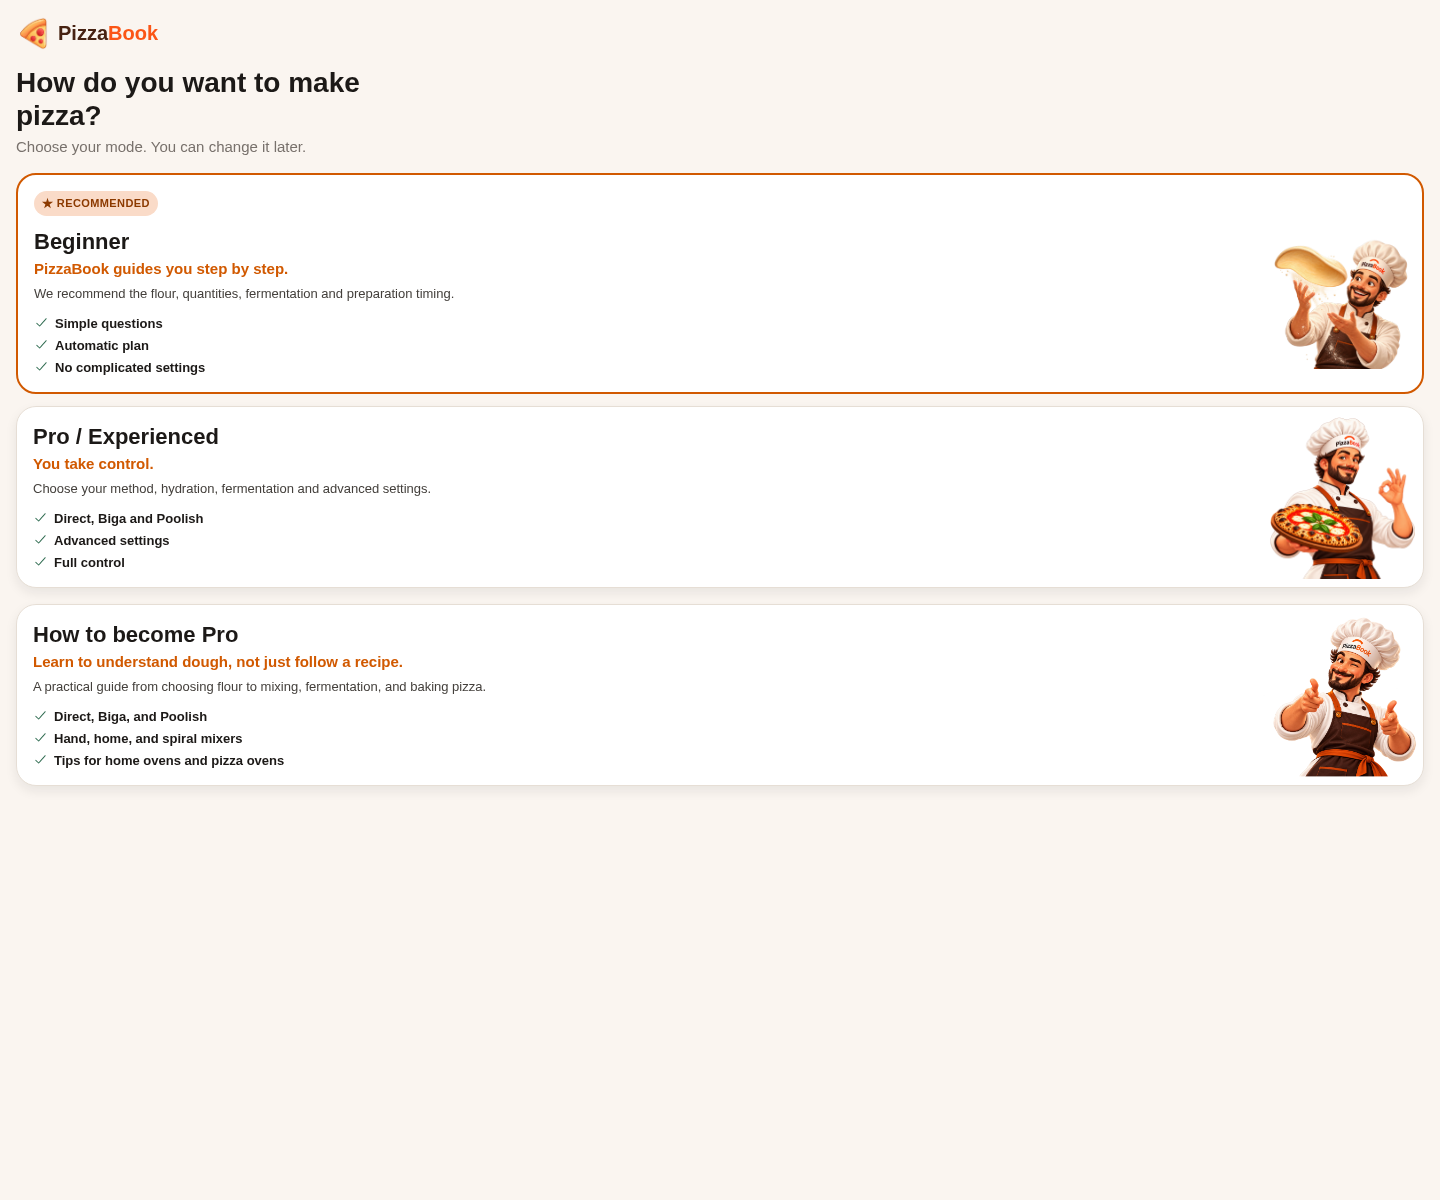 PizzaBook
How do you want to make
pizza?
Choose your mode. You can change it later.
★ RECOMMENDED
Beginner
PizzaBook guides you step by step.
We recommend the flour, quantities, fermentation and preparation timing.
Simple questions
Automatic plan
No complicated settings
PizzaBook
Pro / Experienced
You take control.
Choose your method, hydration, fermentation and advanced settings.
Direct, Biga and Poolish
Advanced settings
Full control
PizzaBook
How to become Pro
Learn to understand dough, not just follow a recipe.
A practical guide from choosing flour to mixing, fermentation, and baking pizza.
Direct, Biga, and Poolish
Hand, home, and spiral mixers
Tips for home ovens and pizza ovens
PizzaBook